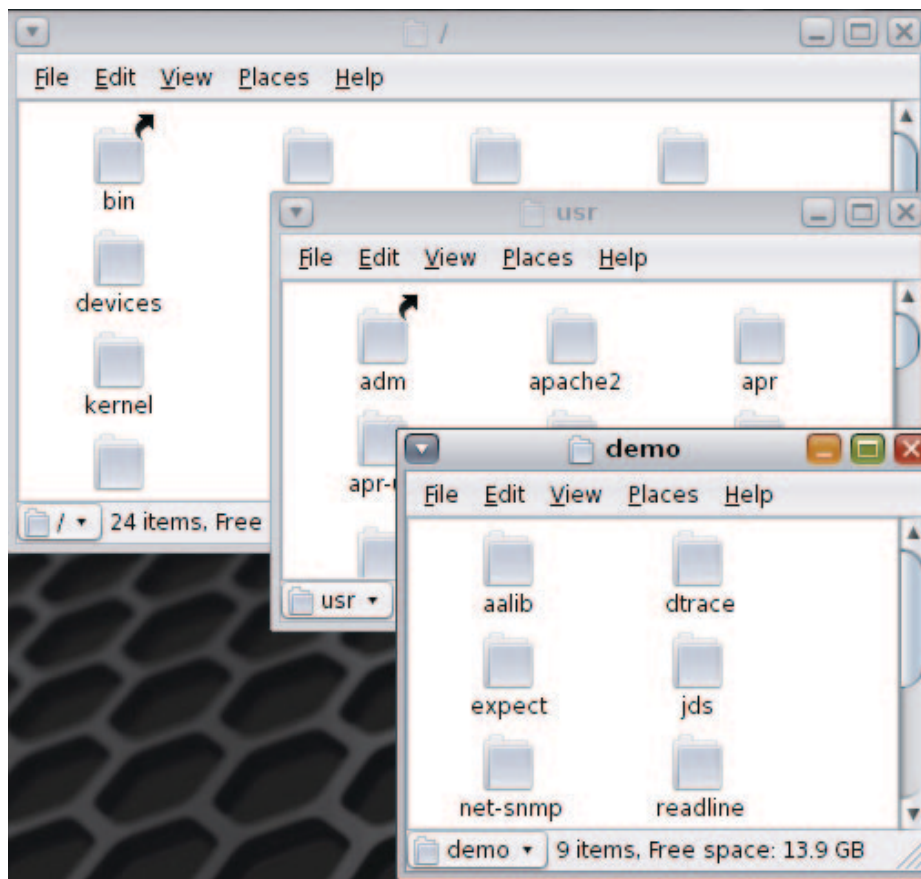 /
File Edit View Places Help
bin
devices
kernel
/ 24 items, Free
usr
File Edit View Places Help
adm apache2 apr
usr
demo
File Edit View Places Help
aalib dtrace
expect jds
net-snmp readline
demo 9 items, Free space: 13.9 GB